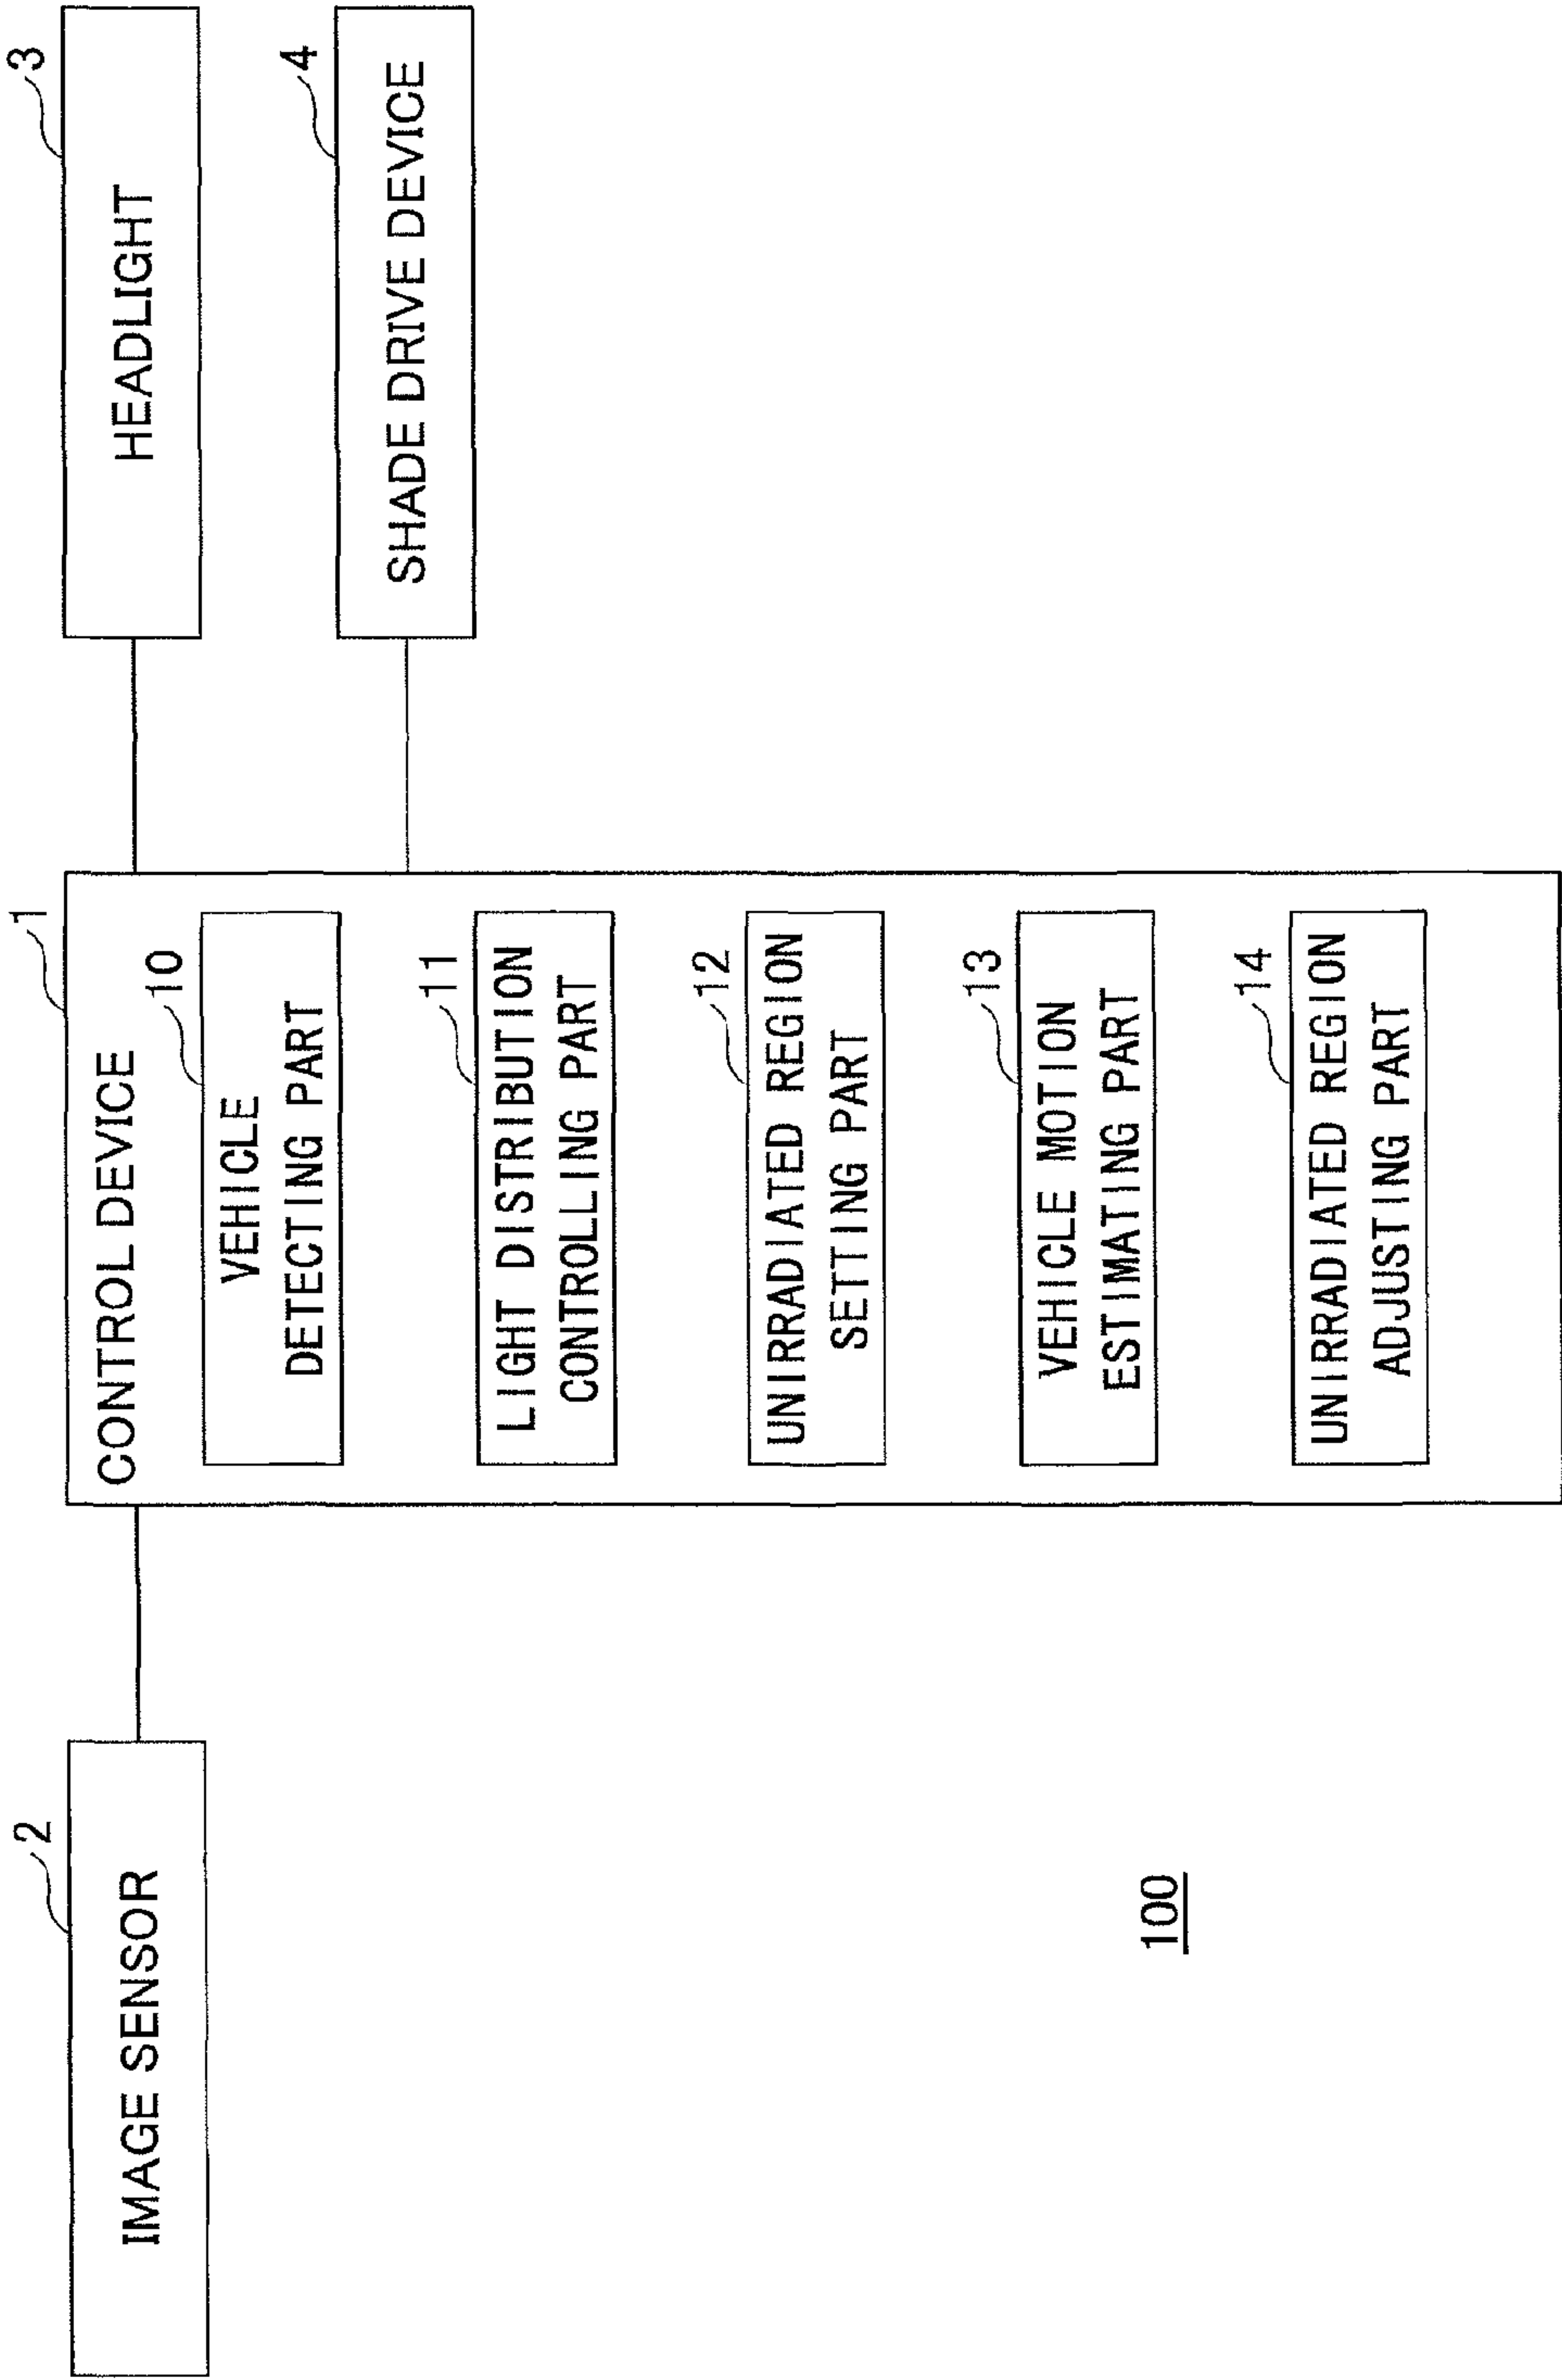 2
IMAGE SENSOR
1
CONTROL DEVICE
10
VEHICLE
DETECTING PART
11
LIGHT DISTRIBUTION
CONTROLLING PART
12
UNIRRADIATED REGION
SETTING PART
13
VEHICLE MOTION
ESTIMATING PART
14
UNIRRADIATED REGION
ADJUSTING PART
3
HEADLIGHT
4
SHADE DRIVE DEVICE
100